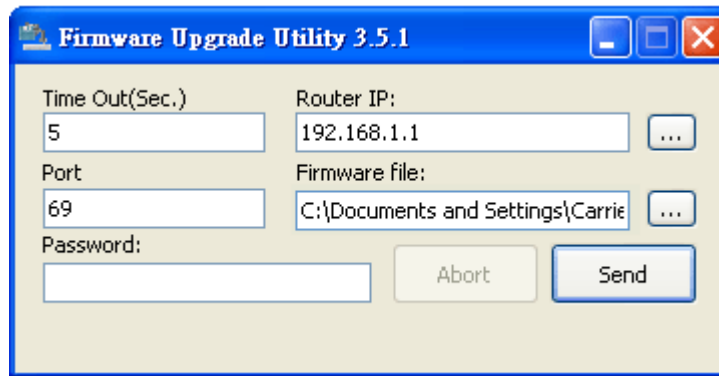 Firmware Upgrade Utility 3.5.1
Time Out(Sec.)
Router IP:
5
192.168.1.1
...
Port
Firmware file:
69
C:\Documents and Settings\Carrie
...
Password:
Abort
Send